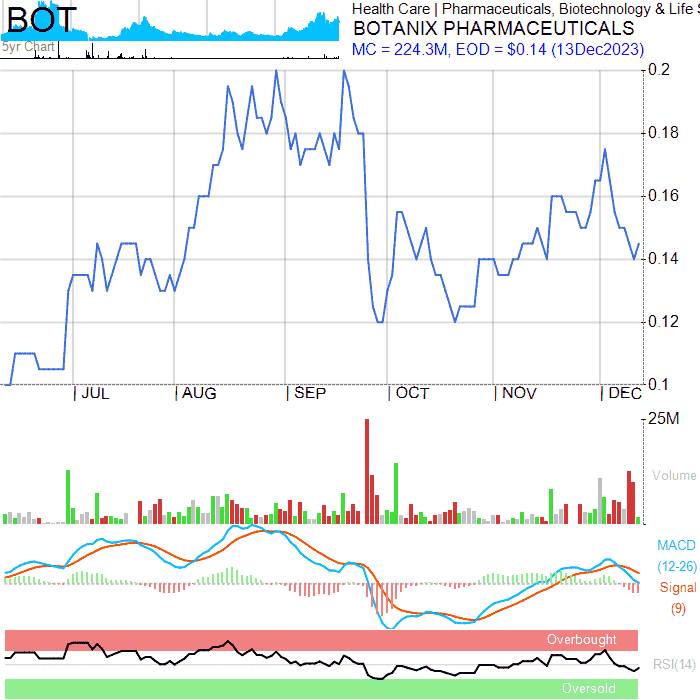 BOT
5yr Chart
Health Care | Pharmaceuticals, Biotechnology & Life S
BOTANIX PHARMACEUTICALS
MC = 224.3M, EOD = $0.14 (13Dec2023)
0.2
0.18
0.16
0.14
0.12
0.1
JUL
AUG
SEP
OCT
NOV
DEC
25M
Volume
MACD
(12-26)
Signal
(9)
Overbought
RSI(14)
Oversold